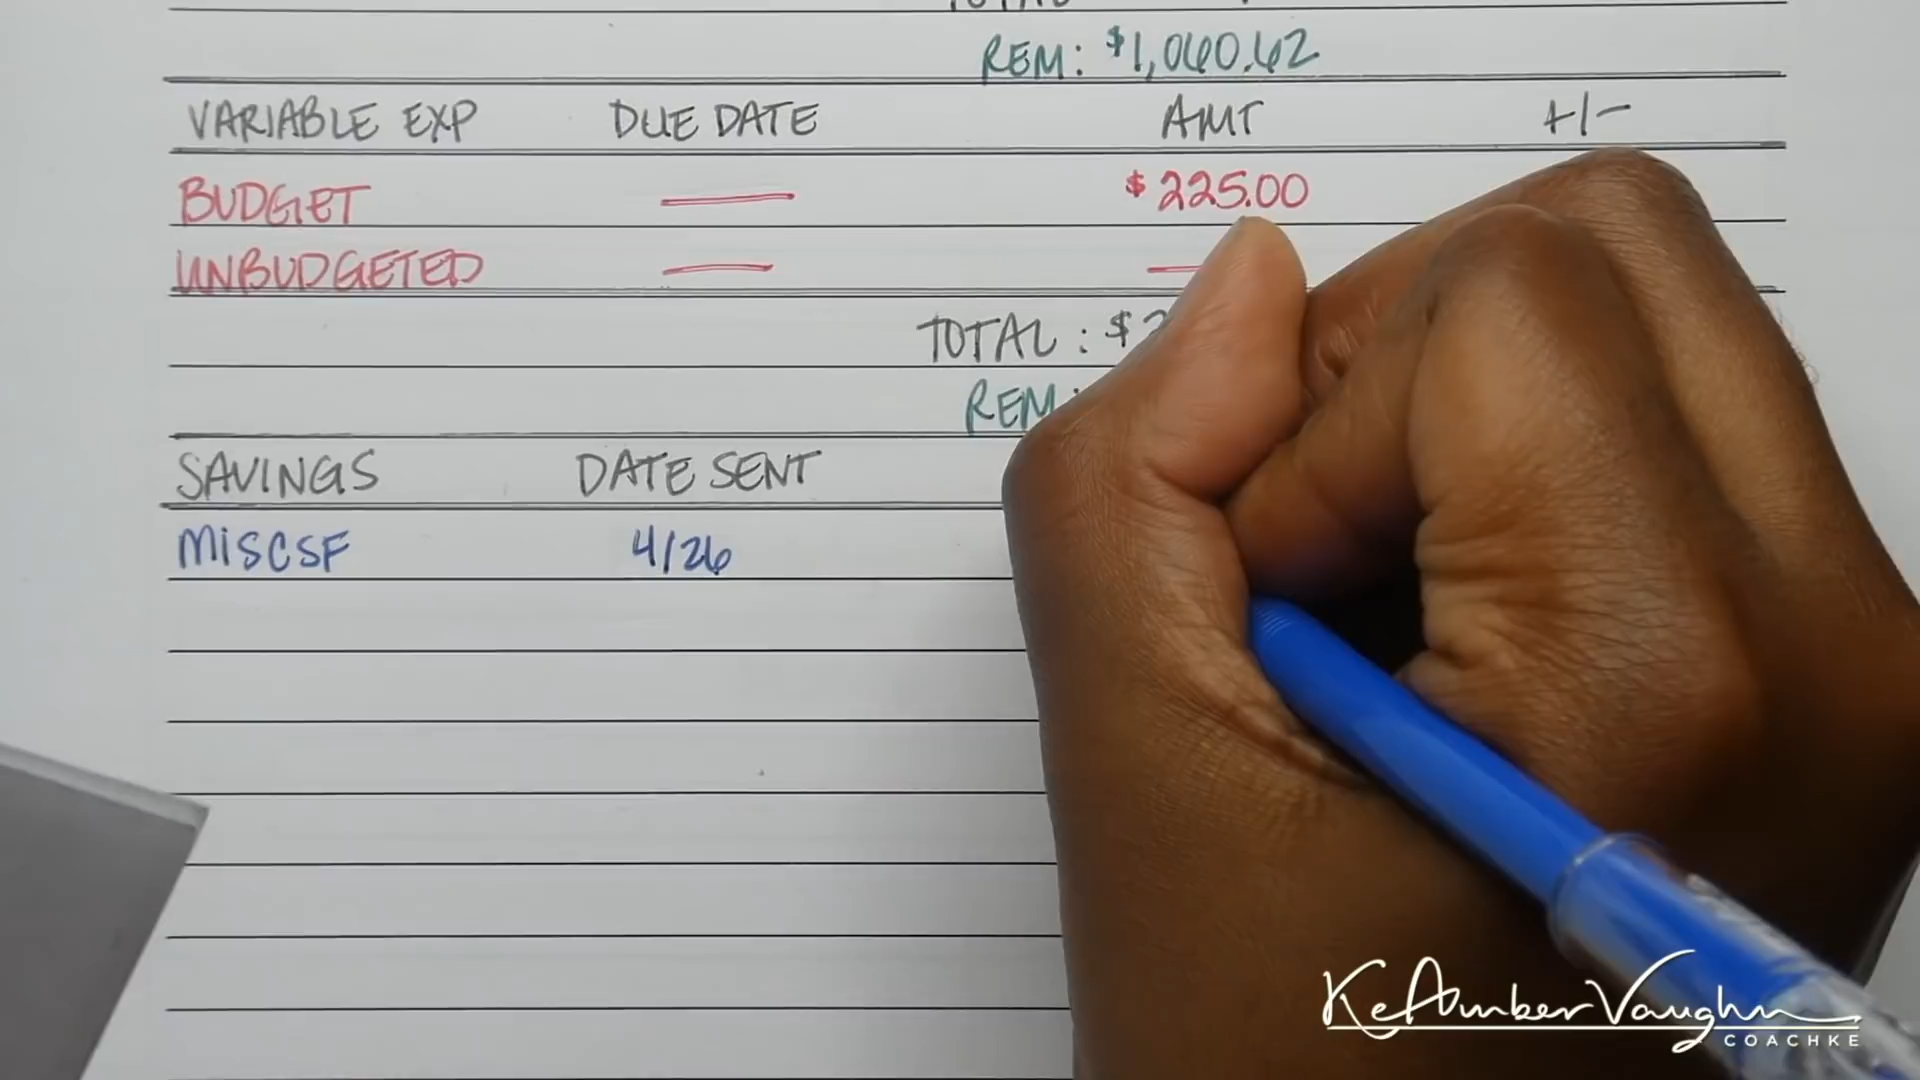 REM: $1,060.62
VARIABLE EXP DUE DATE AMT +/-
BUDGET — $225.00
UNBUDGETED — —
TOTAL : $2
REM:
SAVINGS DATE SENT
MISCSF 4/26
KeAmber Vaughn
COACHKE